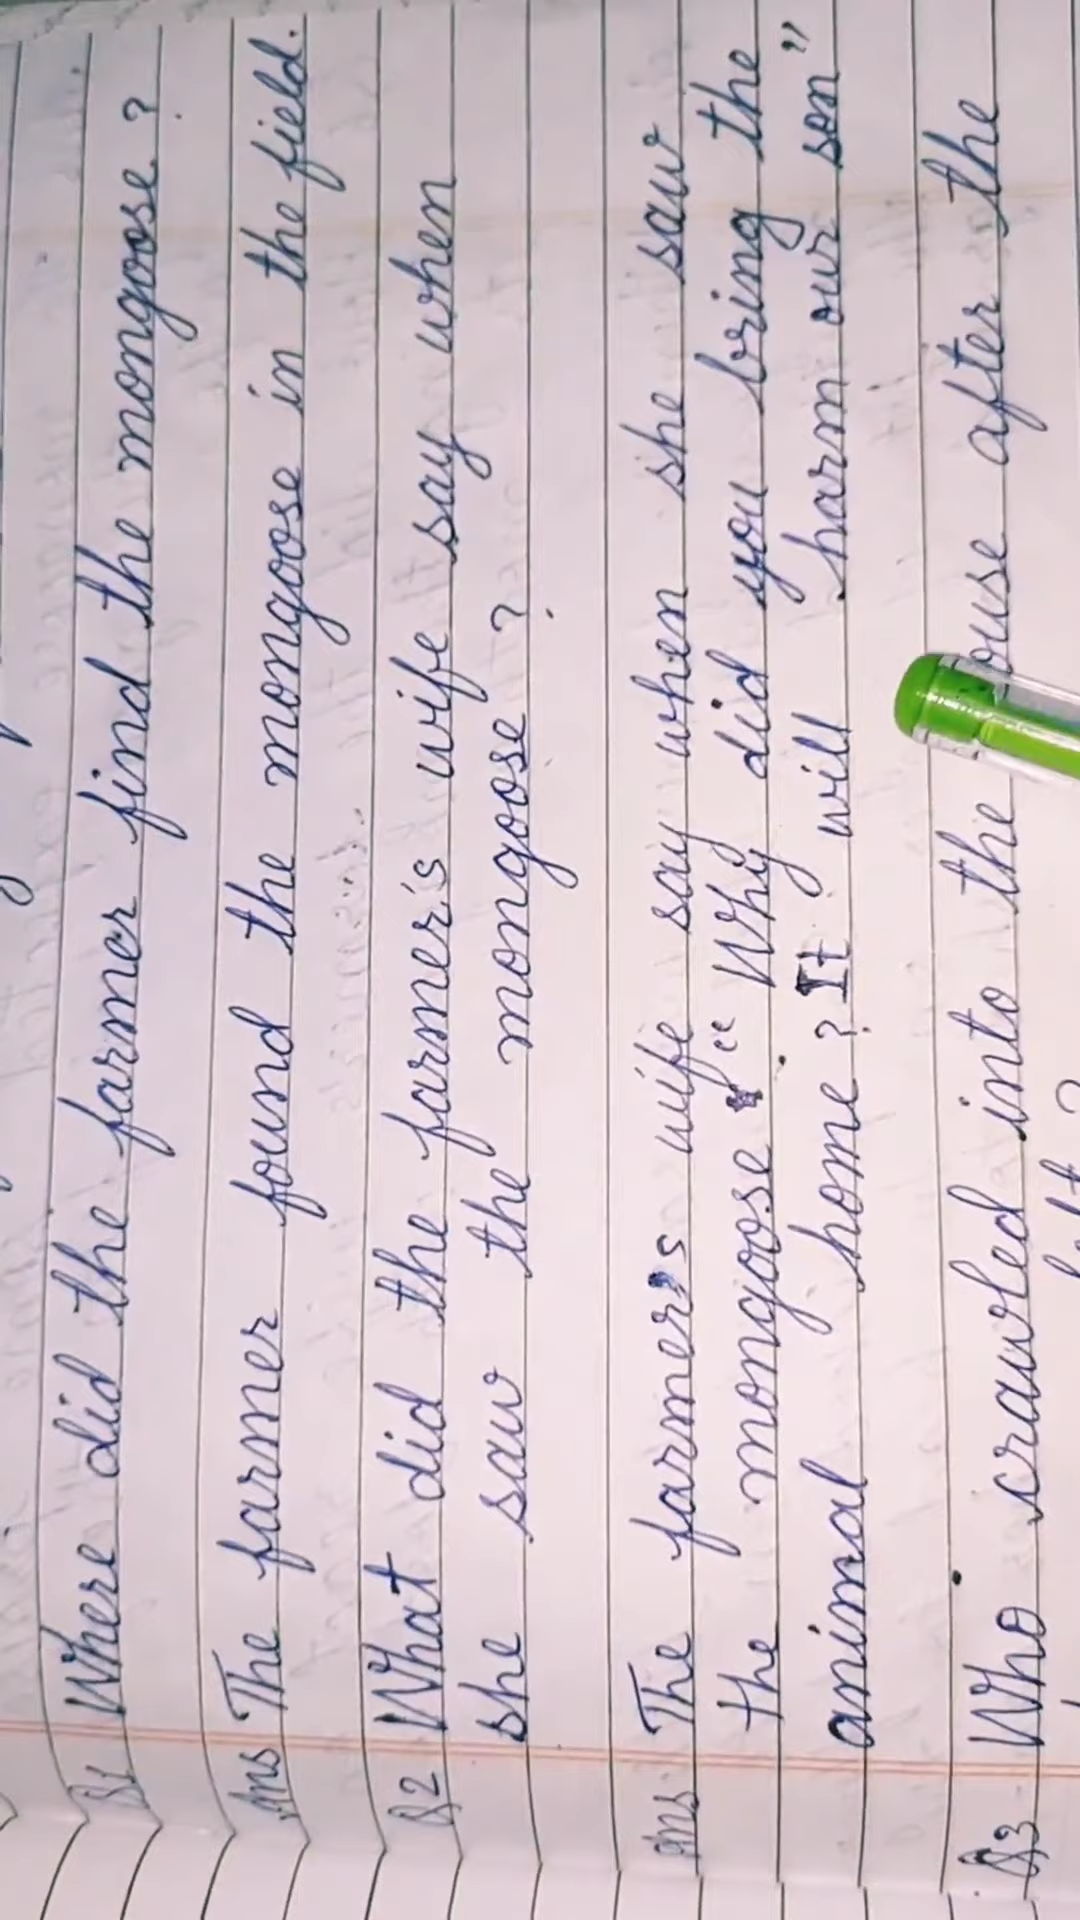 Q1 Where did the farmer find the mongoose ?
Ans The farmer found the mongoose in the field.
Q2 What did the farmer's wife say when
she saw the mongoose ?
Ans The farmer's wife say when she saw
the mongoose " Why did you bring the
animal home ? It will harm our son"
Q3 Who crawled into the ouse after the